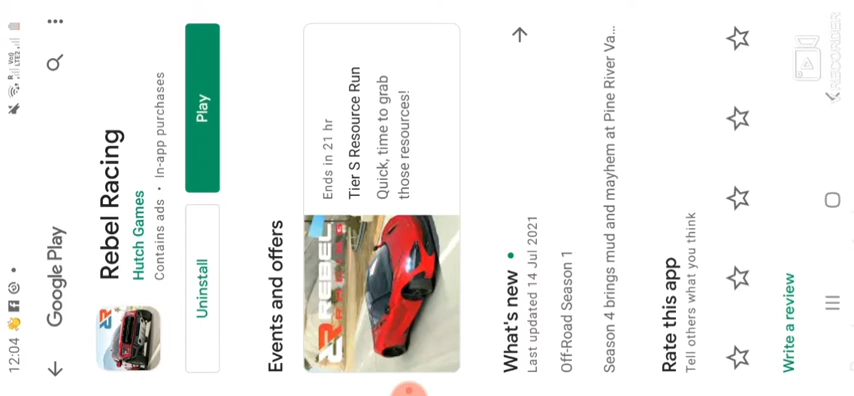 12:04
VoI) LTE2
Google Play
Rebel Racing
Hutch Games
Contains ads • In-app purchases
Uninstall
Play
Events and offers
REBEL
RACING
Ends in 21 hr
Tier S Resource Run
Quick, time to grab
those resources!
What's new •
Last updated 14 Jul 2021
Off-Road Season 1
Season 4 brings mud and mayhem at Pine River Va...
Rate this app
Tell others what you think
Write a review
RECORDER